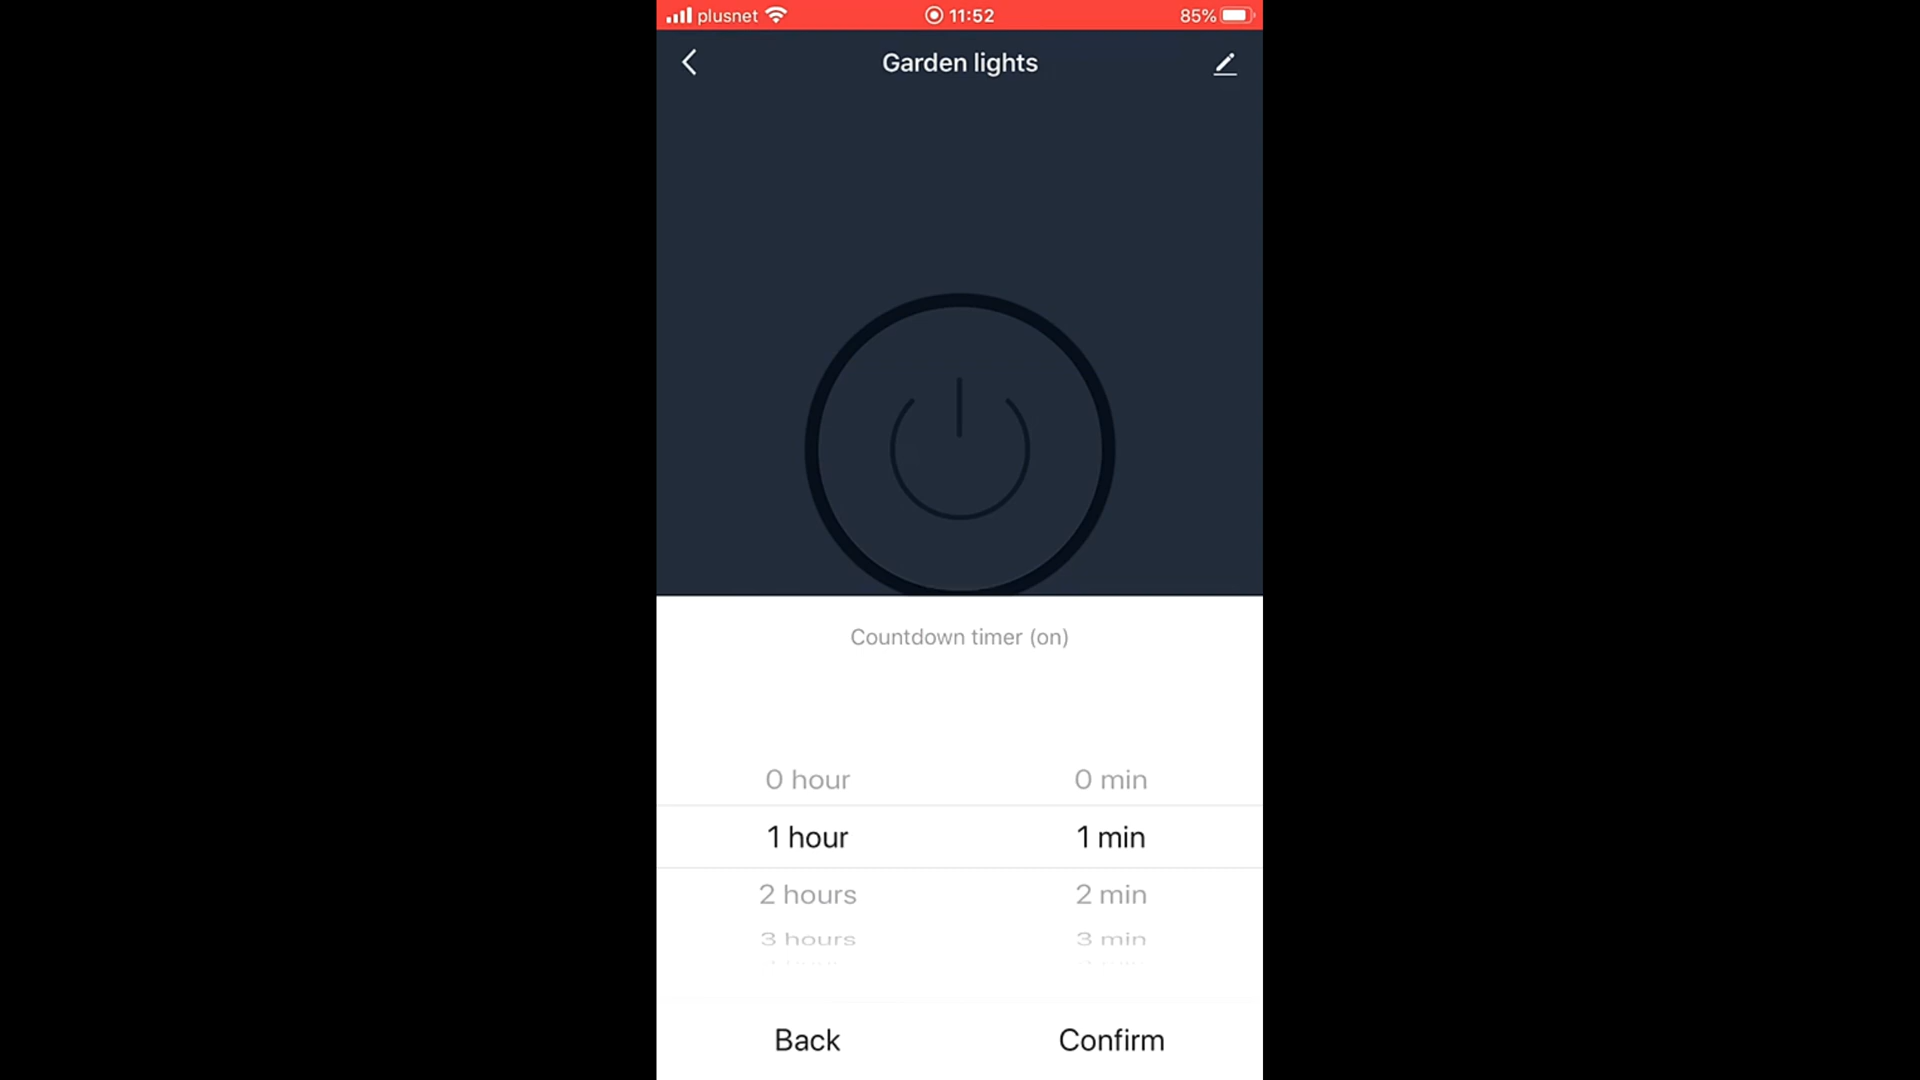 plusnet 11:52 85%
Garden lights
Countdown timer (on)
0 hour 0 min
1 hour 1 min
2 hours 2 min
3 hours 3 min
Back Confirm